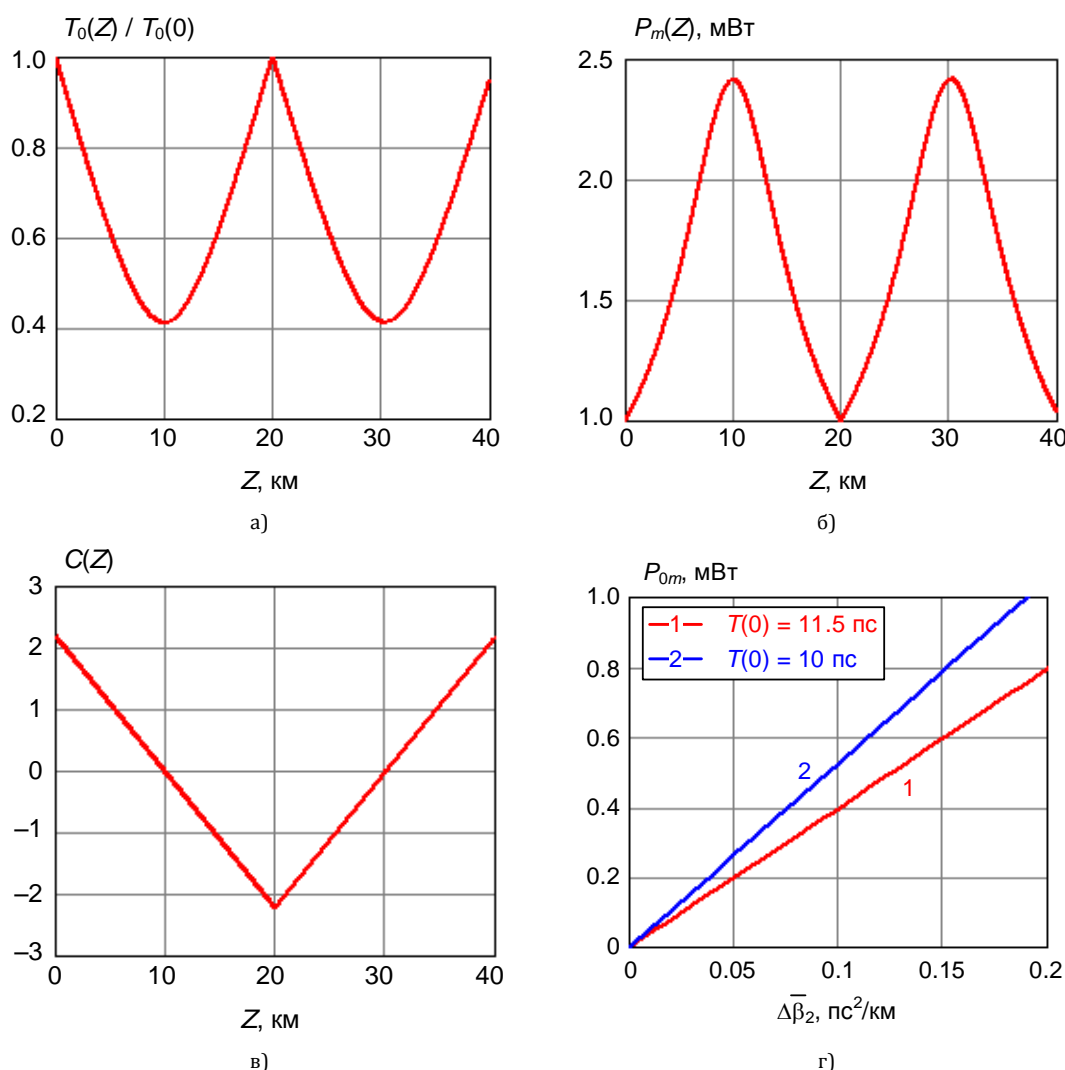 T₀(Z) / T₀(0)
1.0
0.8
0.6
0.4
0.2
0 10 20 30 40
Z, км
а)
Pₘ(Z), мВт
2.5
2.0
1.5
1.0
0 10 20 30 40
Z, км
б)
C(Z)
3
2
1
0
–1
–2
–3
0 10 20 30 40
Z, км
в)
P₀ₘ, мВт
1.0
0.8
0.6
0.4
0.2
0
1 T(0) = 11.5 пс
2 T(0) = 10 пс
2
1
0 0.05 0.1 0.15 0.2
Δβ̅₂, пс²/км
г)